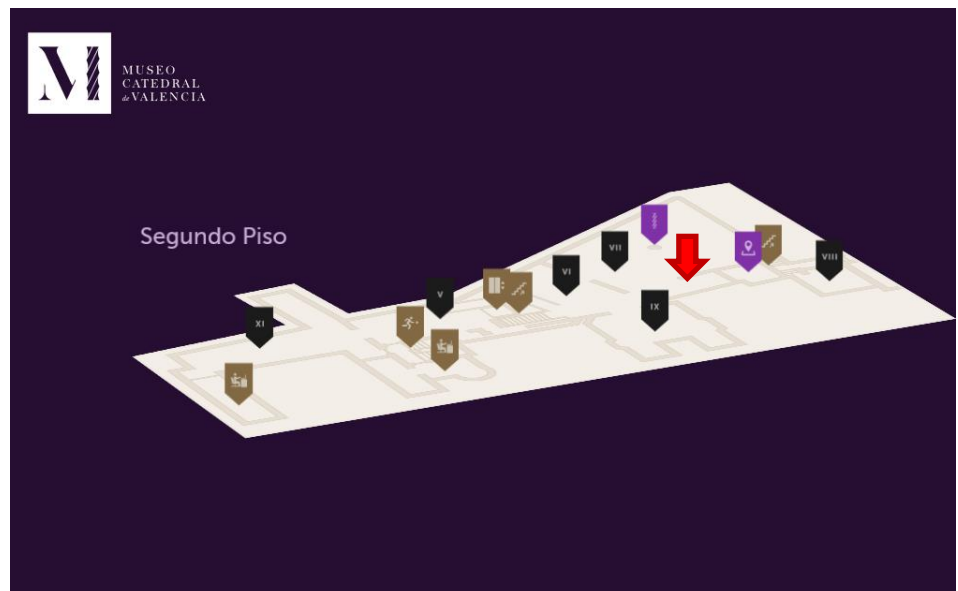 M
MUSEO
CATEDRAL
de VALENCIA
Segundo Piso
VII
VIII
VI
V
IX
XI